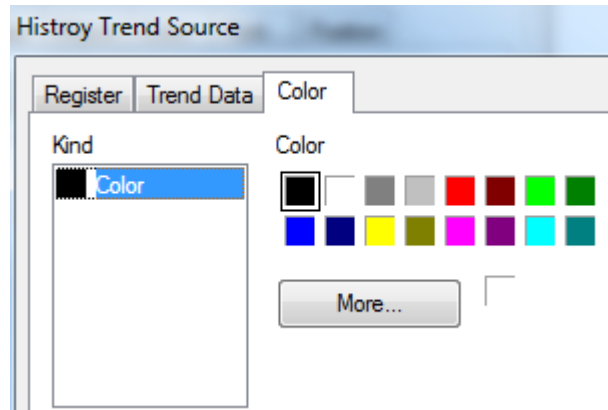 Histroy Trend Source
Register Trend Data Color
Kind Color
Color
More...